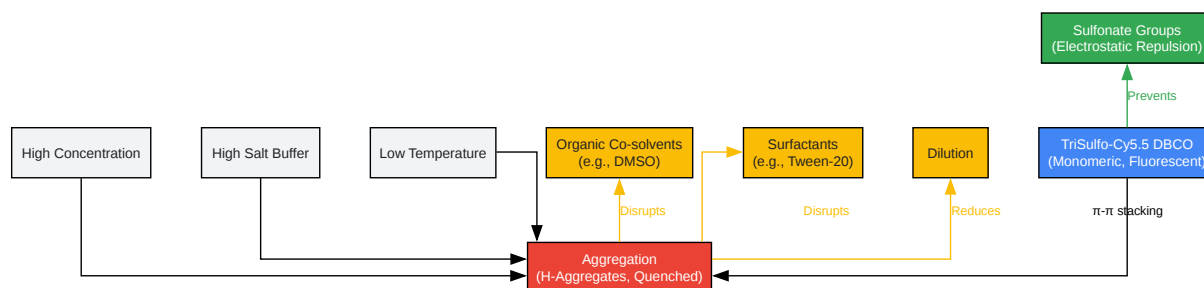 Sulfonate Groups
(Electrostatic Repulsion)
Prevents
High Concentration
High Salt Buffer
Low Temperature
Organic Co-solvents
(e.g., DMSO)
Surfactants
(e.g., Tween-20)
Dilution
TriSulfo-Cy5.5 DBCO
(Monomeric, Fluorescent)
Disrupts
Disrupts
Reduces
π-π stacking
Aggregation
(H-Aggregates, Quenched)